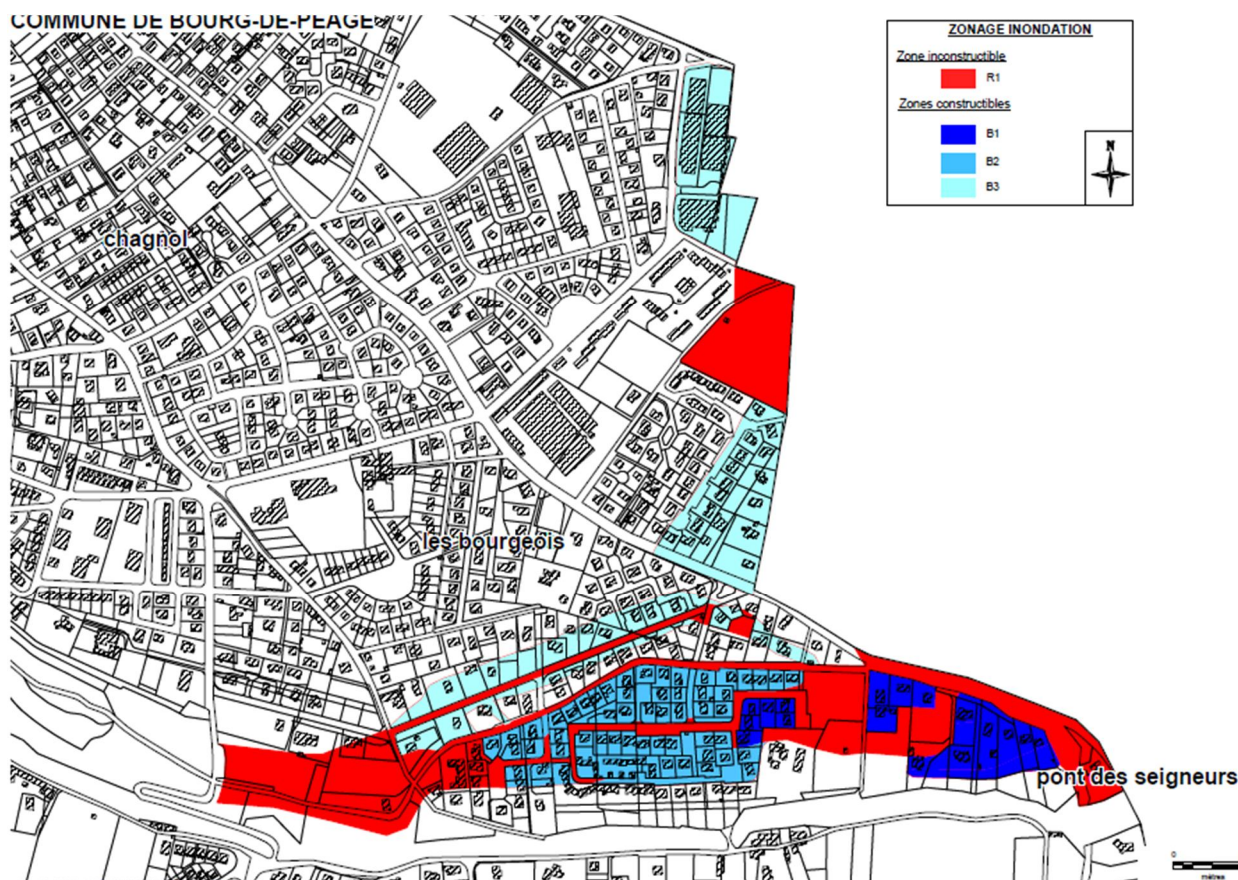 COMMUNE DE BOURG-DE-PEAGE
ZONAGE INONDATION
Zone inconstructible
R1
Zones constructibles
B1
B2
B3
N
chagnol
les bourgeois
pont des seigneurs
0
mètres